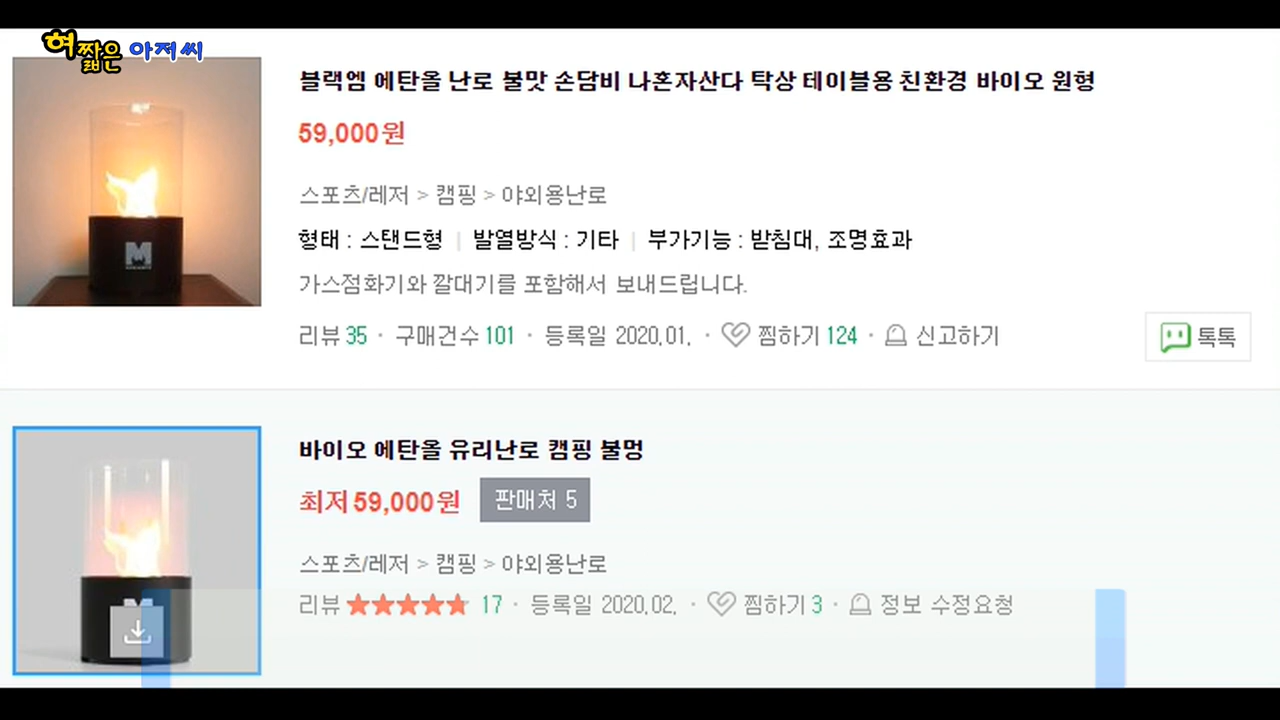 혀짧은 아저씨
블랙엠 에탄올 난로 불맛 손담비 나혼자산다 탁상 테이블용 친환경 바이오 원형
59,000원
스포츠/레저 > 캠핑 > 야외용난로
형태 : 스탠드형 | 발열방식 : 기타 | 부가기능 : 받침대, 조명효과
가스점화기와 깔대기를 포함해서 보내드립니다.
리뷰 35 · 구매건수 101 · 등록일 2020.01. · 찜하기 124 · 신고하기
톡톡
M
바이오 에탄올 유리난로 캠핑 불멍
최저 59,000원 판매처 5
스포츠/레저 > 캠핑 > 야외용난로
리뷰 ★★★★★ 17 · 등록일 2020.02. · 찜하기 3 · 정보 수정요청